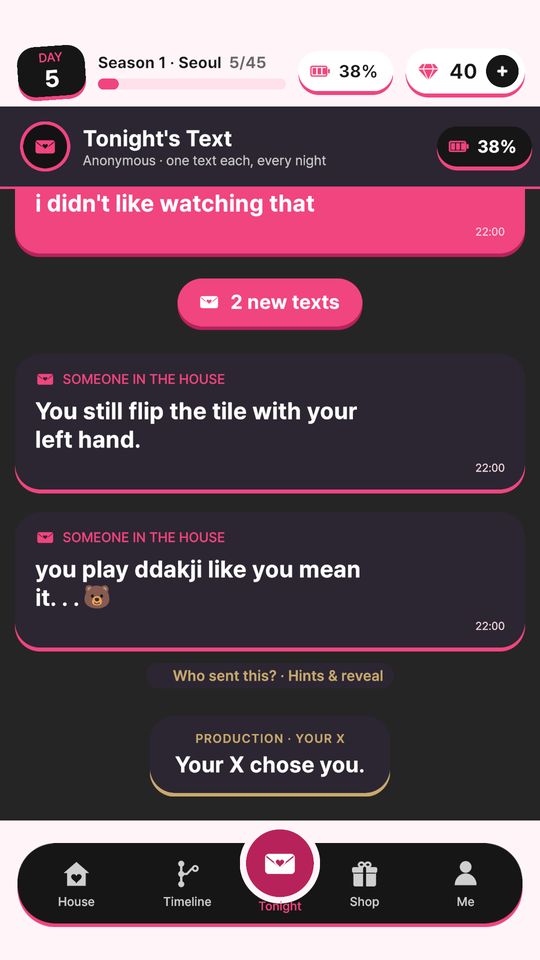 DAY
5
Season 1 · Seoul 5/45
38%
40
+
Tonight's Text
Anonymous · one text each, every night
38%
i didn't like watching that
22:00
2 new texts
SOMEONE IN THE HOUSE
You still flip the tile with your
left hand.
22:00
SOMEONE IN THE HOUSE
you play ddakji like you mean
it. . . 🐻
22:00
Who sent this? · Hints & reveal
PRODUCTION · YOUR X
Your X chose you.
House
Timeline
Tonight
Shop
Me